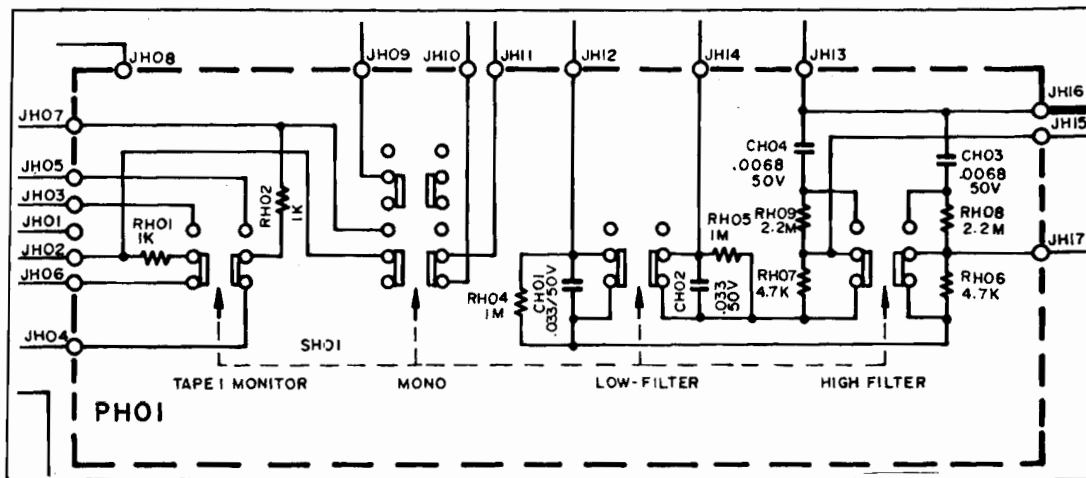 JH08
JH09
JH10
JH11
JH12
JH14
JH13
JH16
JH15
JH07
JH05
JH03
JH01
JH02
JH06
JH04
RH01
1K
RH02
1K
CH04
.0068
50V
CH03
.0068
50V
RH05
1M
RH09
2.2M
RH08
2.2M
JH17
RH04
1M
CH01
.033/50V
CH02
.033
50V
RH07
4.7K
RH06
4.7K
SH01
TAPE 1 MONITOR
MONO
LOW-FILTER
HIGH FILTER
PH01